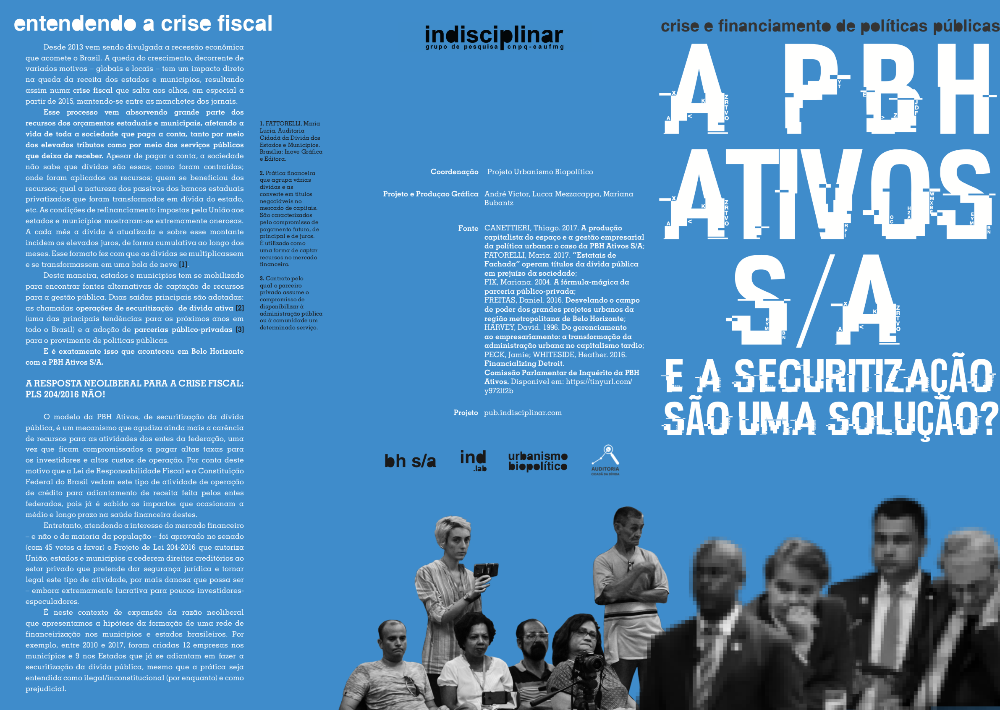 entendendo a crise fiscal
Desde 2013 vem sendo divulgada a recessão econômica
que acomete o Brasil. A queda do crescimento, decorrente de
variados motivos – globais e locais – tem um impacto direto
na queda da receita dos estados e municípios, resultando
assim numa crise fiscal que salta aos olhos, em especial a
partir de 2015, mantendo-se entre as manchetes dos jornais.
Esse processo vem absorvendo grande parte dos
recursos dos orçamentos estaduais e municipais, afetando a
vida de toda a sociedade que paga a conta, tanto por meio
dos elevados tributos como por meio dos serviços públicos
que deixa de receber. Apesar de pagar a conta, a sociedade
não sabe que dívidas são essas; como foram contraídas;
onde foram aplicados os recursos; quem se beneficiou dos
recursos; qual a natureza dos passivos dos bancos estaduais
privatizados que foram transformados em dívida do estado,
etc. As condições de refinanciamento impostas pela União aos
estados e municípios mostraram-se extremamente onerosas.
A cada mês a dívida é atualizada e sobre esse montante
incidem os elevados juros, de forma cumulativa ao longo dos
meses. Esse formato fez com que as dívidas se multiplicassem
e se transformassem em uma bola de neve [1].
Desta maneira, estados e municípios tem se mobilizado
para encontrar fontes alternativas de captação de recursos
para a gestão pública. Duas saídas principais são adotadas:
as chamadas operações de securitização de dívida ativa [2]
(uma das principais tendências para os próximos anos em
todo o Brasil) e a adoção de parcerias público-privadas [3]
para o provimento de políticas públicas.
E é exatamente isso que aconteceu em Belo Horizonte
com a PBH Ativos S/A.
A RESPOSTA NEOLIBERAL PARA A CRISE FISCAL:
PLS 204/2016 NÃO!
O modelo da PBH Ativos, de securitização da dívida
pública, é um mecanismo que agudiza ainda mais a carência
de recursos para as atividades dos entes da federação, uma
vez que ficam compromissados a pagar altas taxas para
os investidores e altos custos de operação. Por conta deste
motivo que a Lei de Responsabilidade Fiscal e a Constituição
Federal do Brasil vedam este tipo de atividade de operação
de crédito para adiantamento de receita feita pelos entes
federados, pois já é sabido os impactos que ocasionam a
médio e longo prazo na saúde financeira destes.
Entretanto, atendendo a interesse do mercado financeiro
– e não o da maioria da população – foi aprovado no senado
(com 45 votos a favor) o Projeto de Lei 204-2016 que autoriza
União, estados e municípios a cederem direitos creditórios ao
setor privado que pretende dar segurança jurídica e tornar
legal este tipo de atividade, por mais danosa que possa ser
– embora extremamente lucrativa para poucos investidores-
especuladores.
É neste contexto de expansão da razão neoliberal
que apresentamos a hipótese da formação de uma rede de
financeirização nos municípios e estados brasileiros. Por
exemplo, entre 2010 e 2017, foram criadas 12 empresas nos
municípios e 9 nos Estados que já se adiantam em fazer a
securitização da dívida pública, mesmo que a prática seja
entendida como ilegal/inconstitucional (por enquanto) e como
prejudicial.
1. FATTORELLI, Maria
Lucia. Auditoria
Cidadã da Dívida dos
Estados e Municípios.
Brasília: Inove Gráfica
e Editora.
2. Prática financeira
que agrupa várias
dívidas e as
converte em títulos
negociáveis no
mercado de capitais.
São caracterizados
pelo compromisso de
pagamento futuro, de
principal e de juros.
É utilizado como
uma forma de captar
recursos no mercado
financeiro.
3. Contrato pelo
qual o parceiro
privado assume o
compromisso de
disponibilizar à
administração pública
ou à comunidade um
determinado serviço.
indisciplinar
grupo de pesquisa cnpq-eaufmg
Coordenação Projeto Urbanismo Biopolítico
Projeto e Produçao Gráfica André Victor, Lucca Mezzacappa, Mariana
Bubantz
Fonte CANETTIERI, Thiago. 2017. A produção
capitalista do espaço e a gestão empresarial
da política urbana: o caso da PBH Ativos S/A;
FATORELLI, Maria. 2017. "Estatais de
Fachada" operam títulos da dívida pública
em prejuízo da sociedade;
FIX, Mariana. 2004. A fórmula-mágica da
parceria público-privada;
FREITAS, Daniel. 2016. Desvelando o campo
de poder dos grandes projetos urbanos da
região metropolitana de Belo Horizonte;
HARVEY, David. 1996. Do gerenciamento
ao empresariamento: a transformação da
administração urbana no capitalismo tardio;
PECK, Jamie; WHITESIDE, Heather. 2016.
Financializing Detroit.
Comissão Parlamentar de Inquérito da PBH
Ativos. Disponível em: https://tinyurl.com/
y972lf2b
Projeto pub.indisciplinar.com
bh s/a
ind
.lab
urbanismo
biopolítico
AUDITORIA
CIDADÃ DA DÍVIDA
crise e financiamento de políticas públicas
A PBH
ATIVOS
S/A
E A SECURITIZAÇÃO
SÃO UMA SOLUÇÃO?